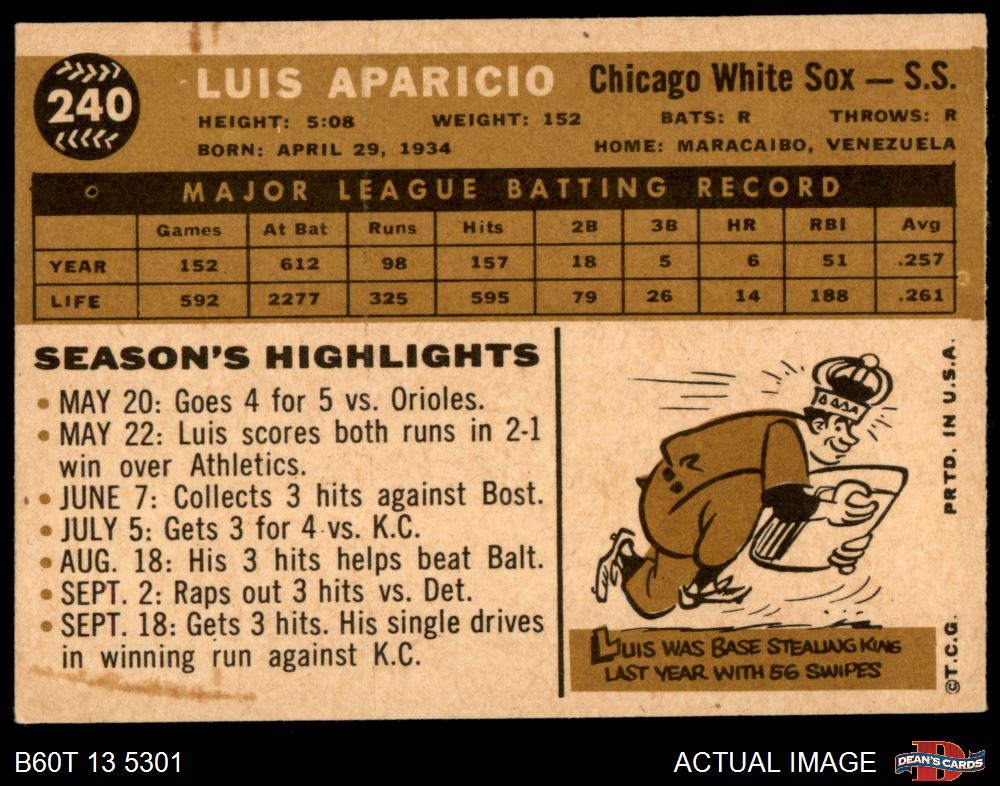 240
LUIS APARICIO Chicago White Sox — S.S.
HEIGHT: 5:08 WEIGHT: 152 BATS: R THROWS: R
BORN: APRIL 29, 1934 HOME: MARACAIBO, VENEZUELA
MAJOR LEAGUE BATTING RECORD
Games At Bat Runs Hits 2B 3B HR RBI Avg
YEAR 152 612 98 157 18 5 6 51 .257
LIFE 592 2277 325 595 79 26 14 188 .261
SEASON'S HIGHLIGHTS
• MAY 20: Goes 4 for 5 vs. Orioles.
• MAY 22: Luis scores both runs in 2-1
win over Athletics.
• JUNE 7: Collects 3 hits against Bost.
• JULY 5: Gets 3 for 4 vs. K.C.
• AUG. 18: His 3 hits helps beat Balt.
• SEPT. 2: Raps out 3 hits vs. Det.
• SEPT. 18: Gets 3 hits. His single drives
in winning run against K.C.
LUIS WAS BASE STEALING KING
LAST YEAR WITH 56 SWIPES
©T.C.G. PRTD. IN U.S.A.
B60T 13 5301 ACTUAL IMAGE
DEAN'S CARDS